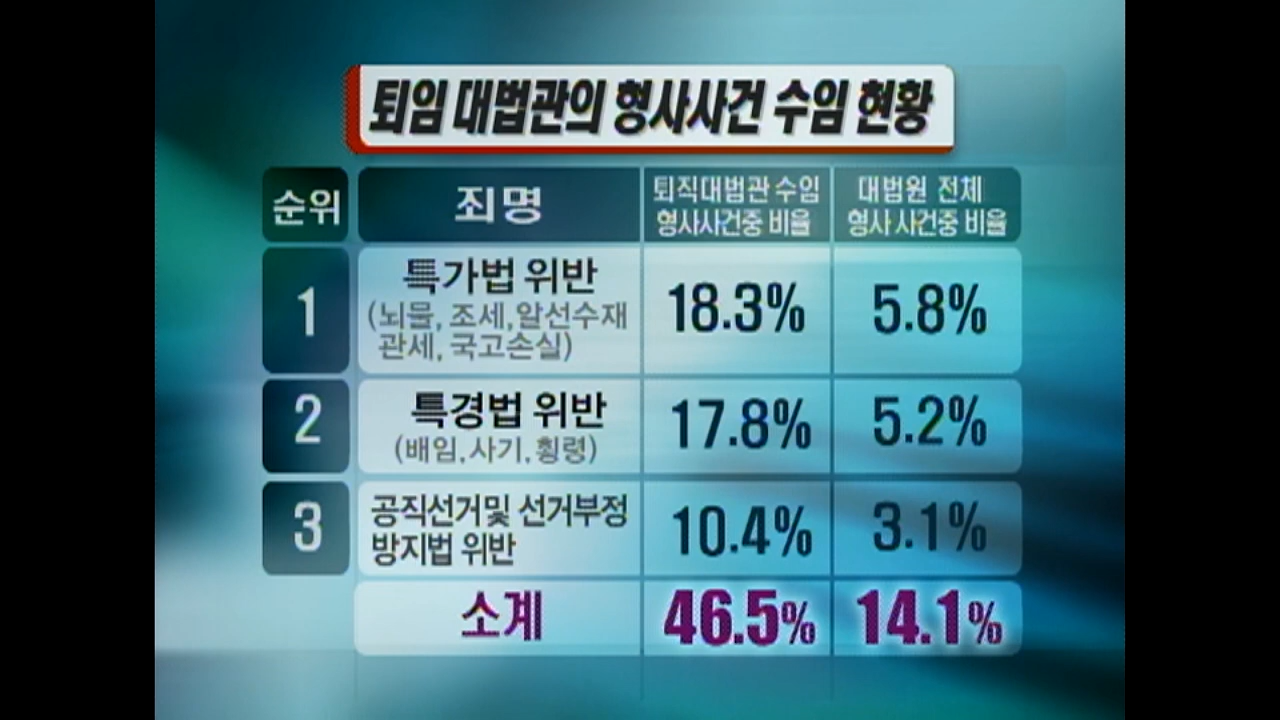 퇴임 대법관의 형사사건 수임 현황
순위 죄명 퇴직대법관 수임 형사사건중 비율 대법원 전체 형사 사건중 비율
1 특가법 위반 18.3% 5.8%
(뇌물, 조세,알선수재
관세, 국고손실)
2 특경법 위반 17.8% 5.2%
(배임,사기,횡령)
3 공직선거및 선거부정 10.4% 3.1%
방지법 위반
소계 46.5% 14.1%